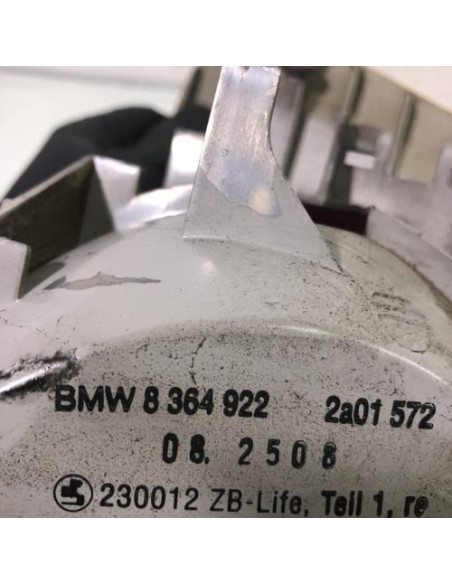 BMW 8 364 922 2a01 572
08. 2508
230012 ZB-Life, Teil 1, re